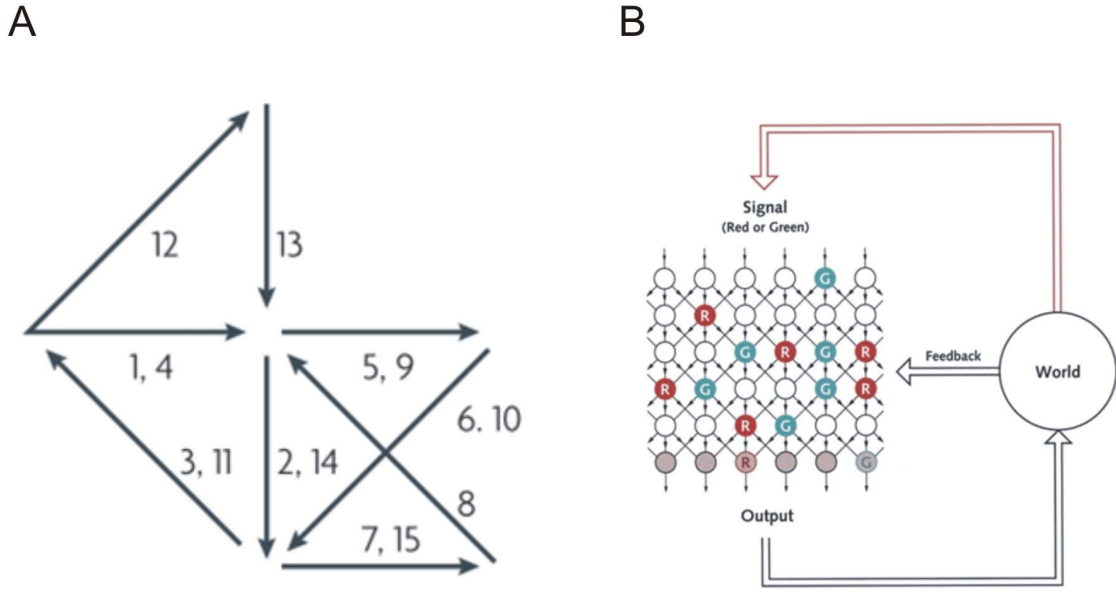 A
B
12
13
1, 4
5, 9
6. 10
3, 11
2, 14
8
7, 15
Signal
(Red or Green)
G
R
G R G R
R G G R
R G
R G
Feedback
World
Output